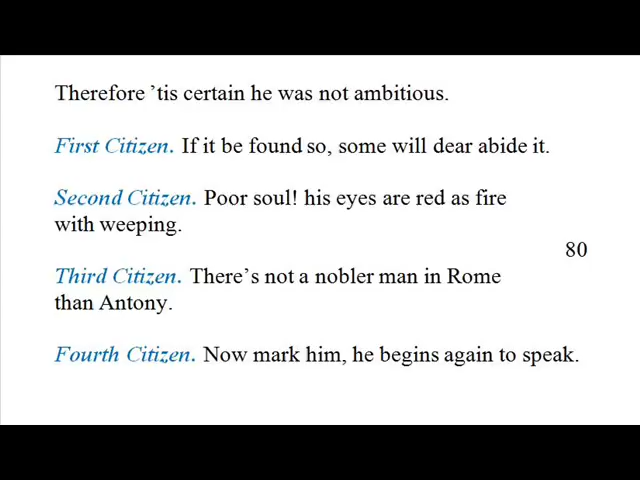 Therefore ’tis certain he was not ambitious.
First Citizen. If it be found so, some will dear abide it.
Second Citizen. Poor soul! his eyes are red as fire
with weeping.
80
Third Citizen. There’s not a nobler man in Rome
than Antony.
Fourth Citizen. Now mark him, he begins again to speak.